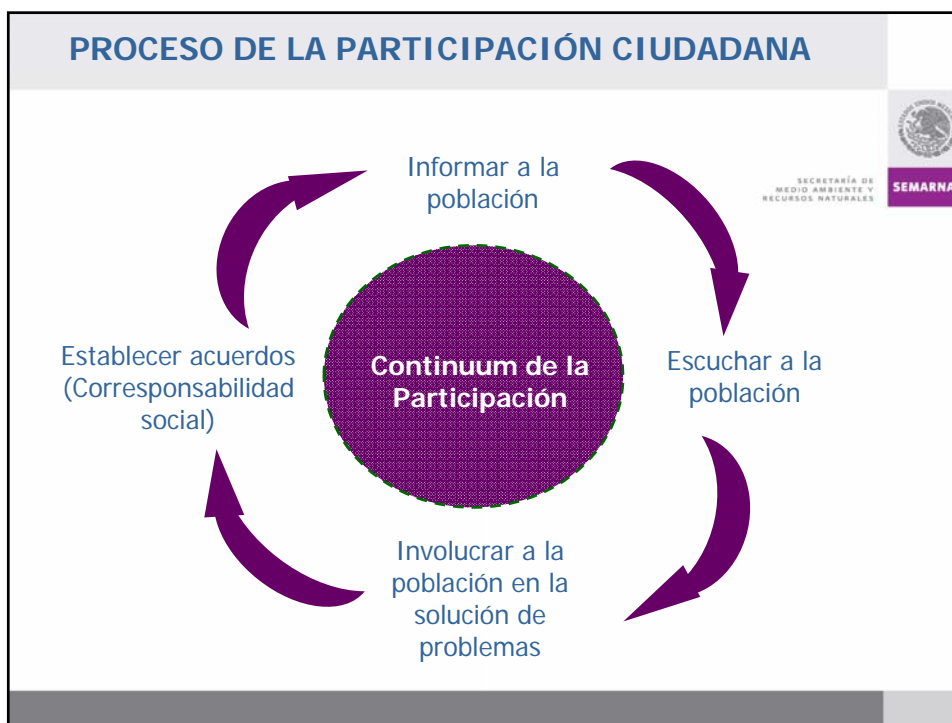 PROCESO DE LA PARTICIPACIÓN CIUDADANA
SECRETARÍA DE
MEDIO AMBIENTE Y
RECURSOS NATURALES
SEMARNA
Informar a la
población
Escuchar a la
población
Involucrar a la
población en la
solución de
problemas
Establecer acuerdos
(Corresponsabilidad
social)
Continuum de la
Participación